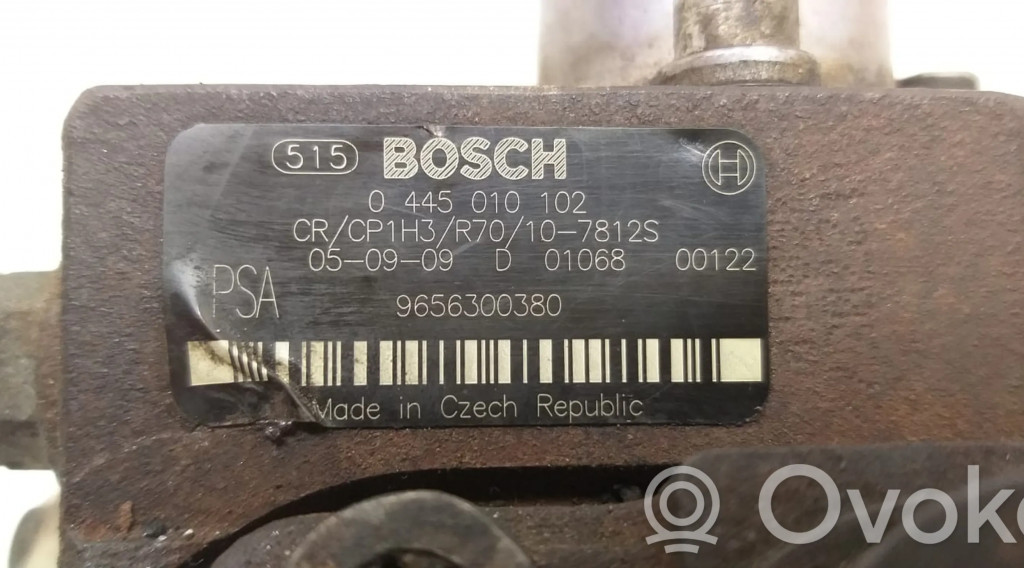 515 BOSCH
0 445 010 102
CR/CP1H3/R70/10-7812S
05-09-09 D 01068 00122
PSA 9656300380
Made in Czech Republic
Ovoko